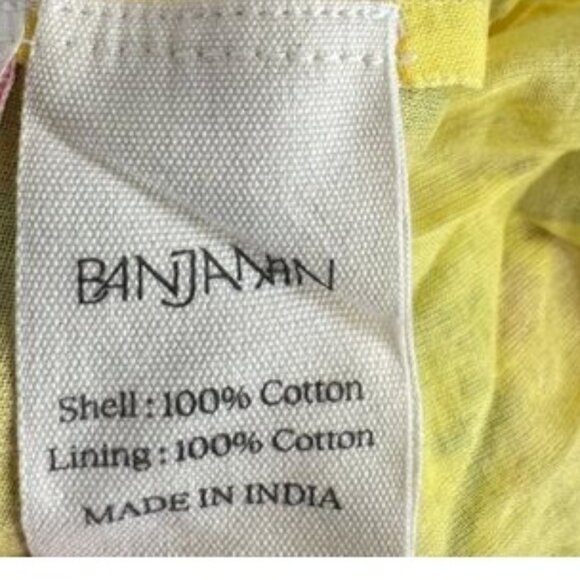 BANJANAN
Shell : 100% Cotton
Lining : 100% Cotton
MADE IN INDIA